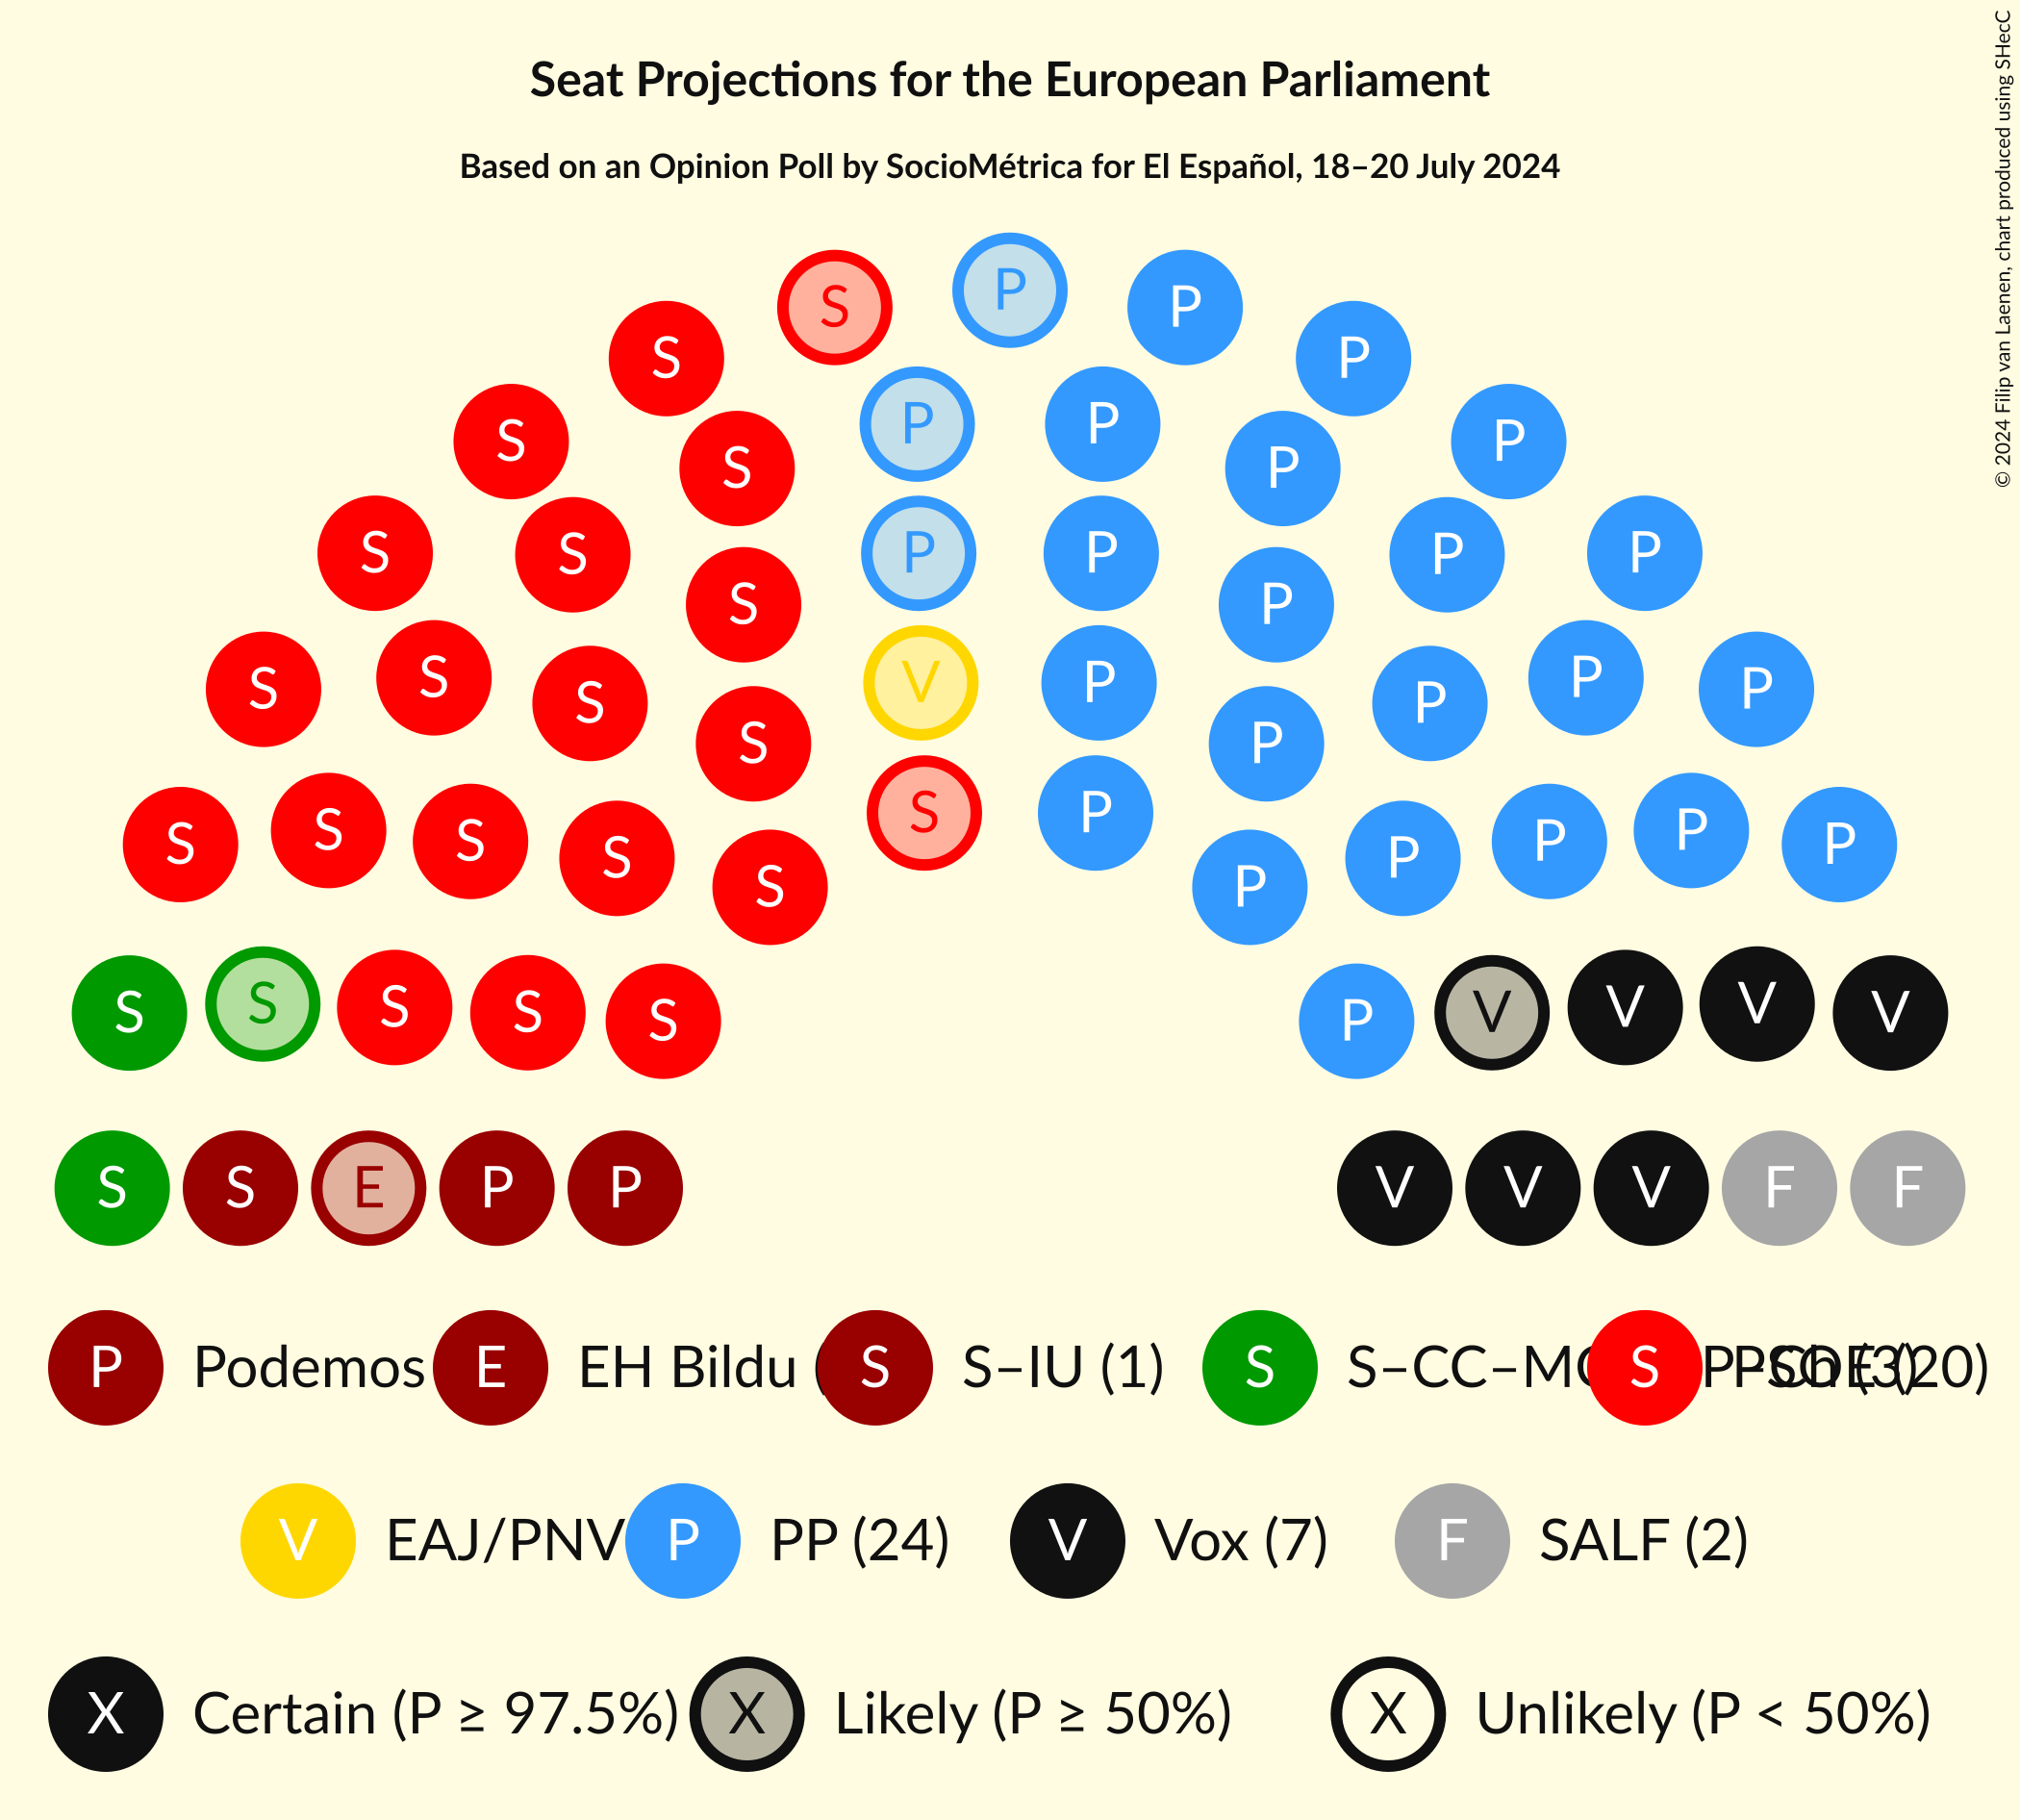 Seat Projections for the European Parliament
Based on an Opinion Poll by SocioMétrica for El Español, 18–20 July 2024
© 2024 Filip van Laenen, chart produced using SHecC
P
S P P
S P
S P P P
S P
S S P P
S P P S P
S S P P
S S V P P P
S P
S S P P
S S S P P P
S S P P
S S S P V V V V
S S
S S E P P V V V F F
P Podemos E EH Bildu S S–IU (1) S S–CC–M S PSOE (20)
V EAJ/PNV P PP (24) V Vox (7) F SALF (2)
X Certain (P ≥ 97.5%) X Likely (P ≥ 50%) X Unlikely (P < 50%)